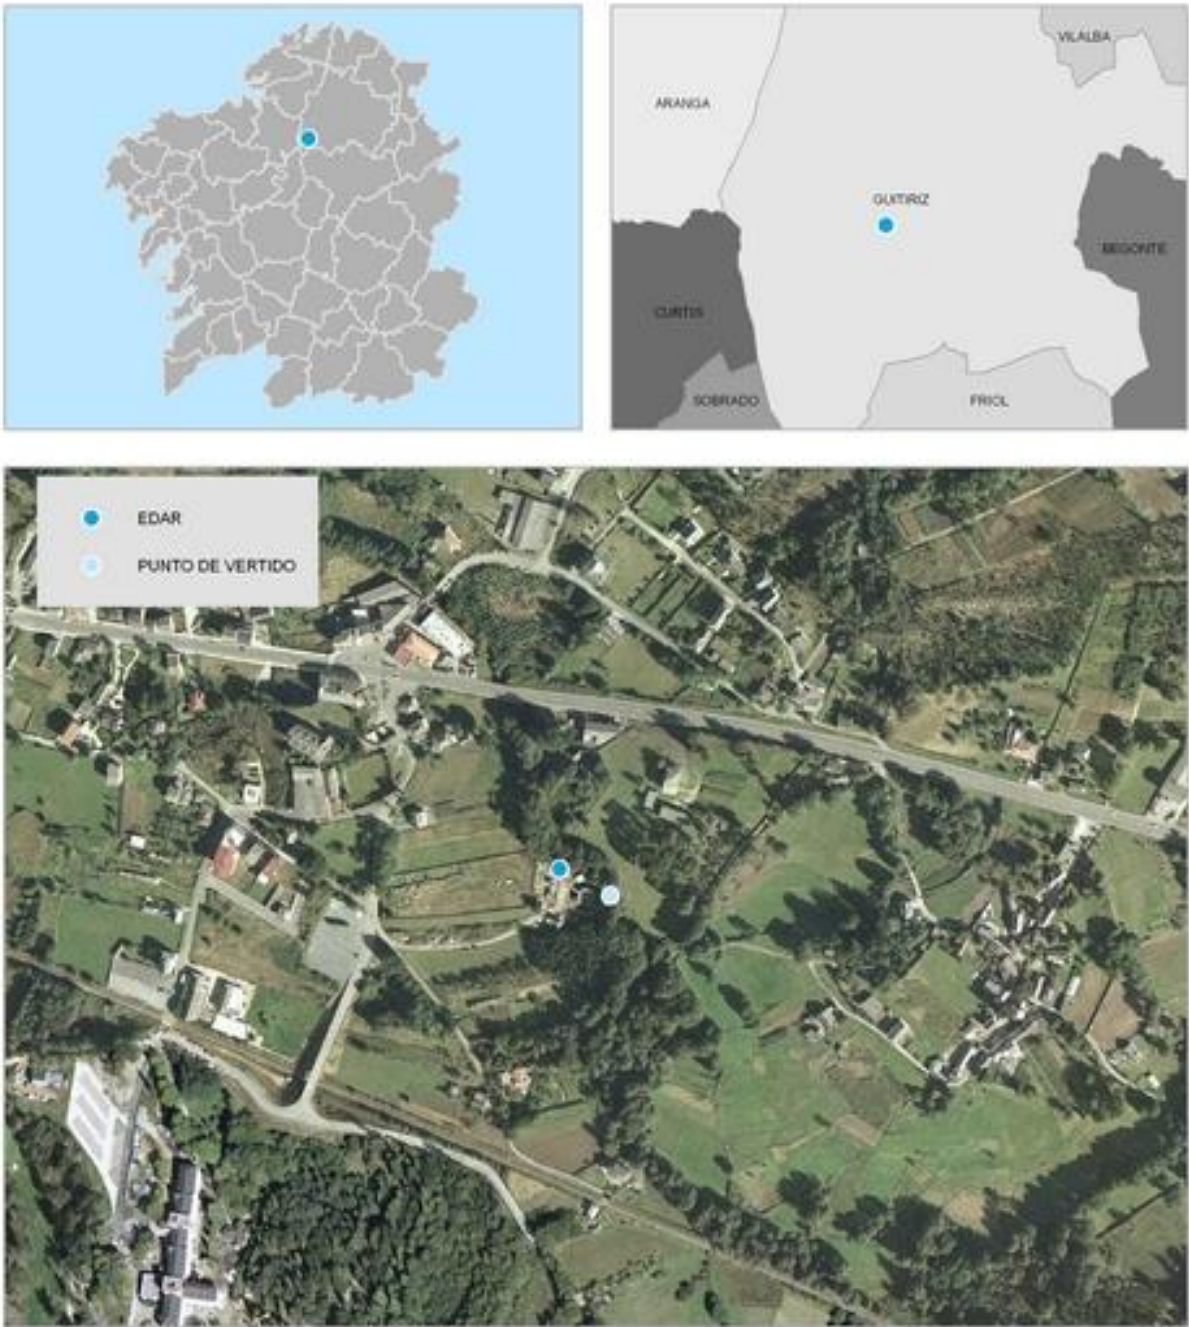 VILALBA
ARANGA
GUITIRIZ
BEGONTE
CURTIS
SOBRADO
FRIOL
EDAR
PUNTO DE VERTIDO